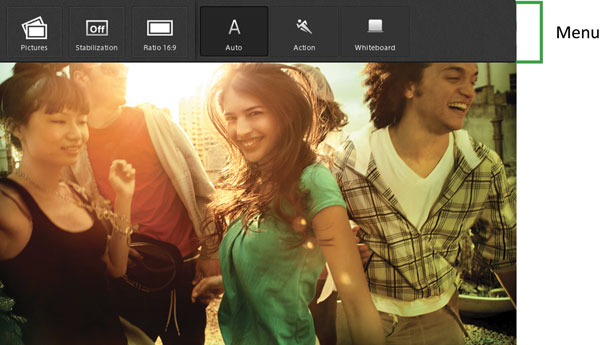 Off
A
Pictures
Stabilization
Ratio 16:9
Auto
Action
Whiteboard
Menu